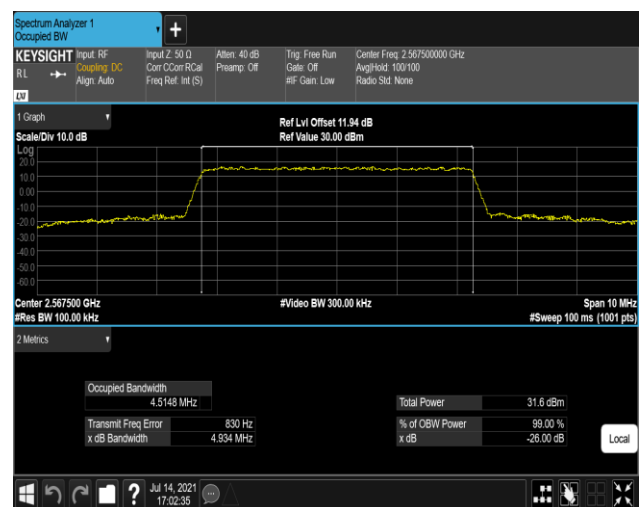 Spectrum Analyzer 1
Occupied BW
+
KEYSIGHT Input: RF Input Z: 50 Ω Atten: 40 dB Trig: Free Run Center Freq: 2.567500000 GHz
RL Coupling: DC Corr CCorr RCal Preamp: Off Gate: Off Avg|Hold: 100/100
Align: Auto Freq Ref: Int (S) #IF Gain: Low Radio Std: None
LXI
1 Graph
Ref Lvl Offset 11.94 dB
Scale/Div 10.0 dB Ref Value 30.00 dBm
Log
20.0
10.0
0.00
-10.0
-20.0
-30.0
-40.0
-50.0
-60.0
Center 2.567500 GHz #Video BW 300.00 kHz Span 10 MHz
#Res BW 100.00 kHz #Sweep 100 ms (1001 pts)
2 Metrics
Occupied Bandwidth
4.5148 MHz Total Power 31.6 dBm
Transmit Freq Error 830 Hz % of OBW Power 99.00 %
x dB Bandwidth 4.934 MHz x dB -26.00 dB
Local
? Jul 14, 2021
17:02:35